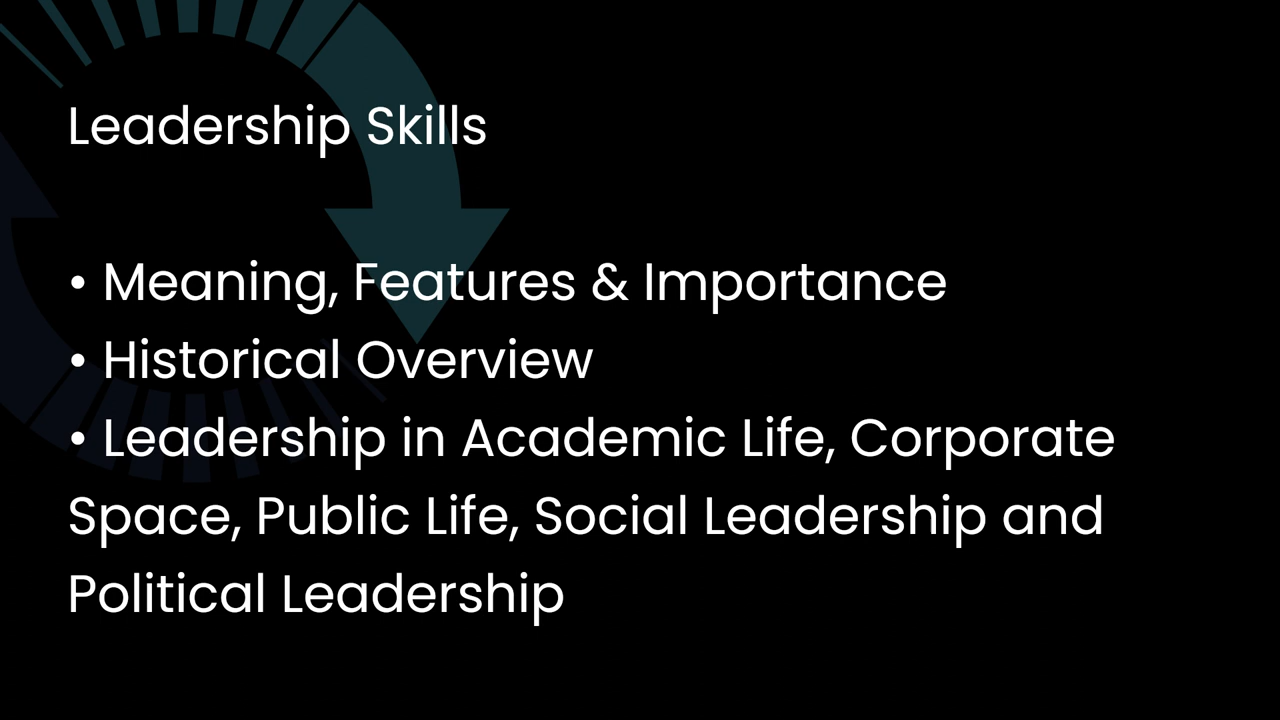 Leadership Skills
• Meaning, Features & Importance
• Historical Overview
• Leadership in Academic Life, Corporate
Space, Public Life, Social Leadership and
Political Leadership